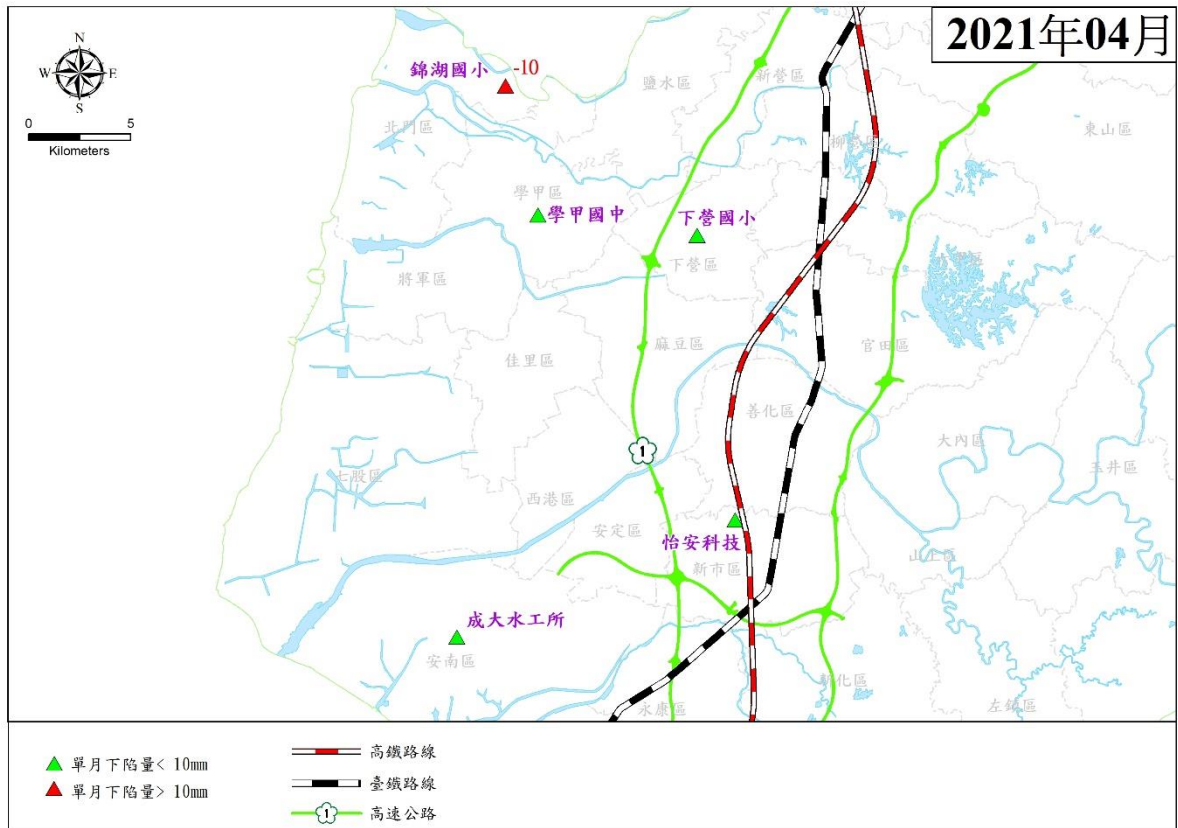 2021年04月
N
W
E
S
0
5
Kilometers
錦湖國小
-10
鹽水區
新營區
東山區
北門區
柳營區
學甲區
學甲國中
下營國小
下營區
將軍區
麻豆區
官田區
佳里區
善化區
1
大內區
玉井區
七股區
西港區
安定區
怡安科技
新市區
山上區
成大水工所
安南區
新化區
永康區
左鎮區
單月下陷量< 10mm
單月下陷量> 10mm
高鐵路線
臺鐵路線
1
高速公路